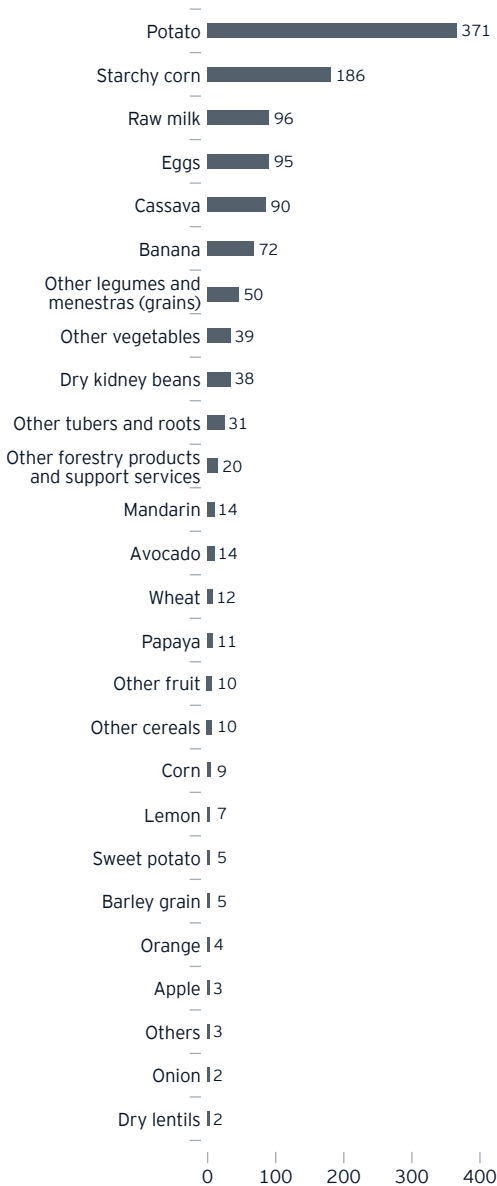 Potato 371
Starchy corn 186
Raw milk 96
Eggs 95
Cassava 90
Banana 72
Other legumes and
menestras (grains) 50
Other vegetables 39
Dry kidney beans 38
Other tubers and roots 31
Other forestry products
and support services 20
Mandarin 14
Avocado 14
Wheat 12
Papaya 11
Other fruit 10
Other cereals 10
Corn 9
Lemon 7
Sweet potato 5
Barley grain 5
Orange 4
Apple 3
Others 3
Onion 2
Dry lentils 2
0 100 200 300 400